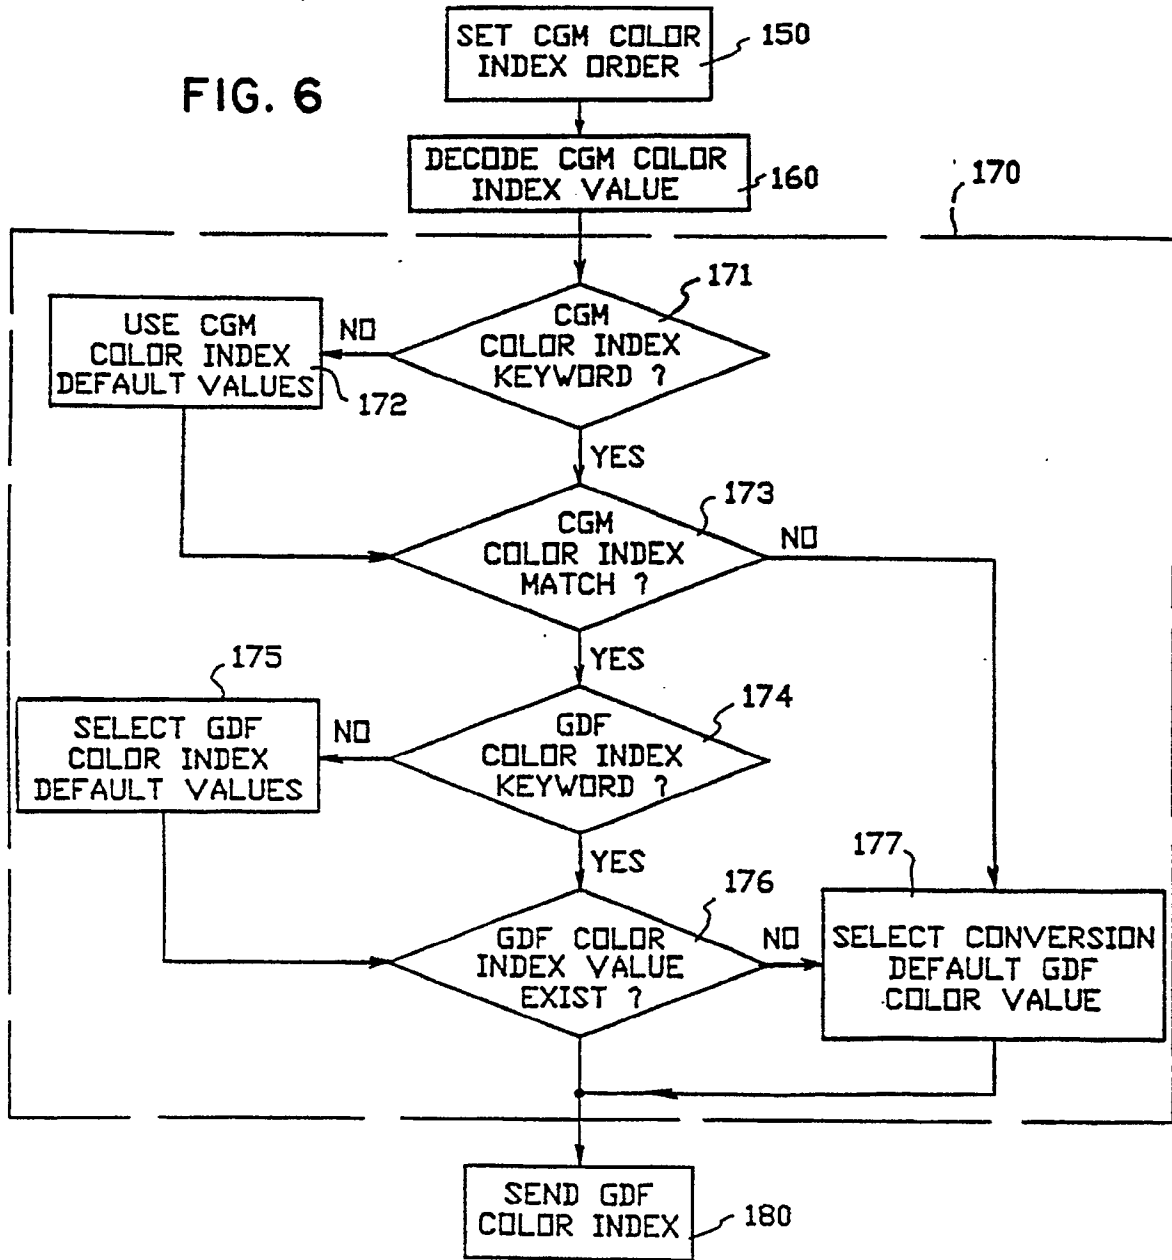 SET CGM COLOR
INDEX ORDER
150
FIG. 6
DECODE CGM COLOR
INDEX VALUE
160
170
171
CGM
COLOR INDEX
KEYWORD ?
NO
USE CGM
COLOR INDEX
DEFAULT VALUES
172
YES
173
CGM
COLOR INDEX
MATCH ?
NO
YES
175
174
GDF
COLOR INDEX
KEYWORD ?
NO
SELECT GDF
COLOR INDEX
DEFAULT VALUES
YES
177
176
GDF COLOR
INDEX VALUE
EXIST ?
NO
SELECT CONVERSION
DEFAULT GDF
COLOR VALUE
SEND GDF
COLOR INDEX
180